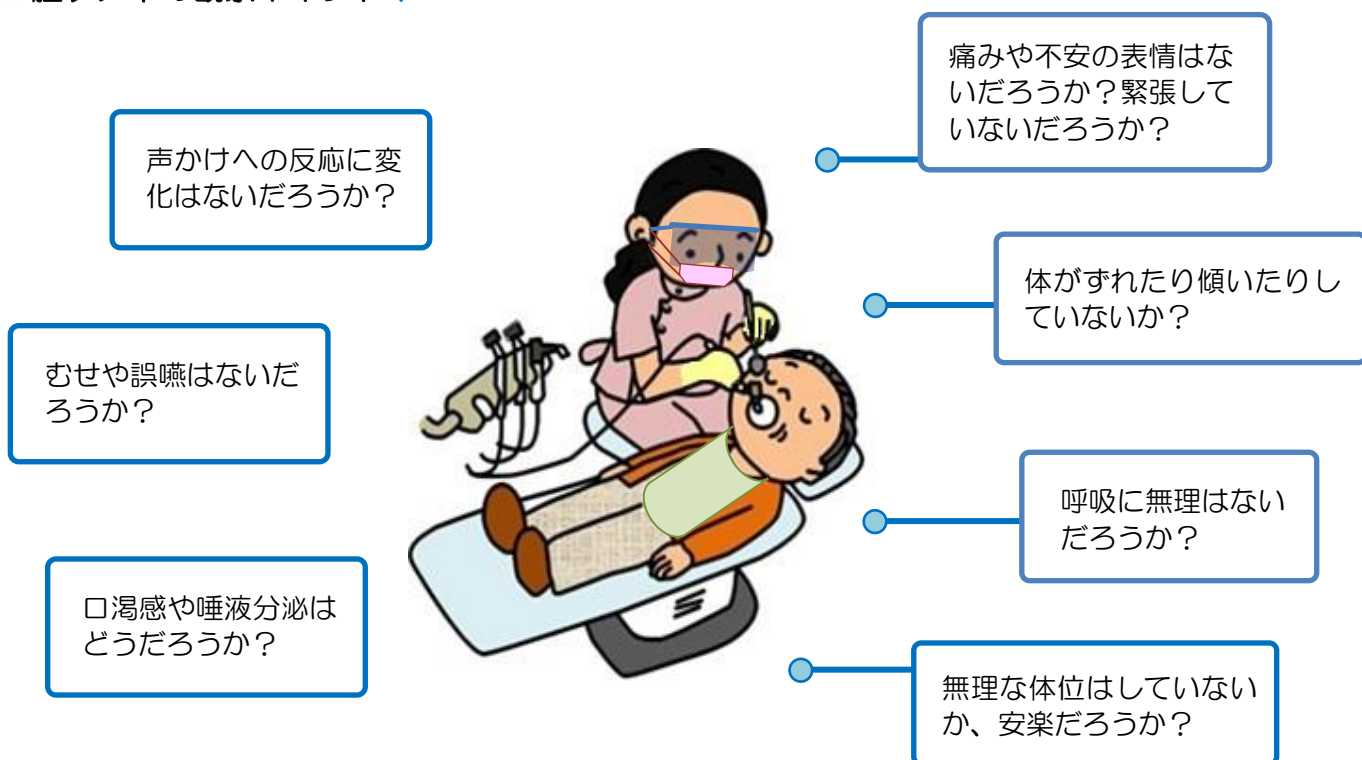 声かけへの反応に変
化はないだろうか？
むせや誤嚥はないだ
ろうか？
口渇感や唾液分泌は
どうだろうか？
痛みや不安の表情はな
いだろうか？緊張して
いないだろうか？
体がずれたり傾いたりし
ていないか？
呼吸に無理はない
だろうか？
無理な体位はしていない
か、安楽だろうか？